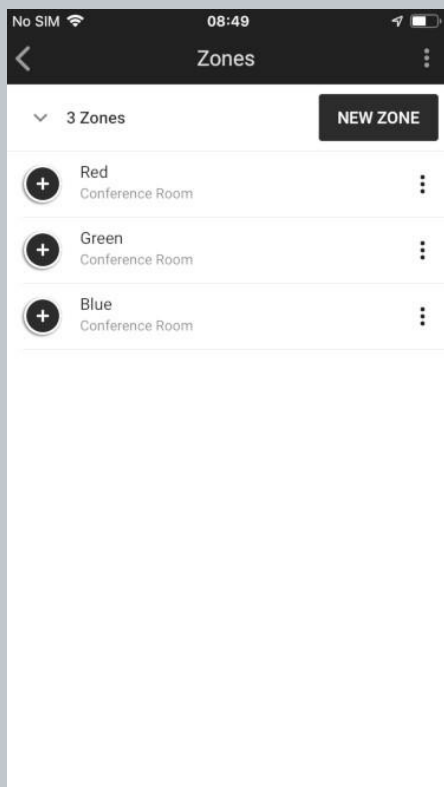 No SIM 08:49
Zones
3 Zones NEW ZONE
Red
Conference Room
Green
Conference Room
Blue
Conference Room